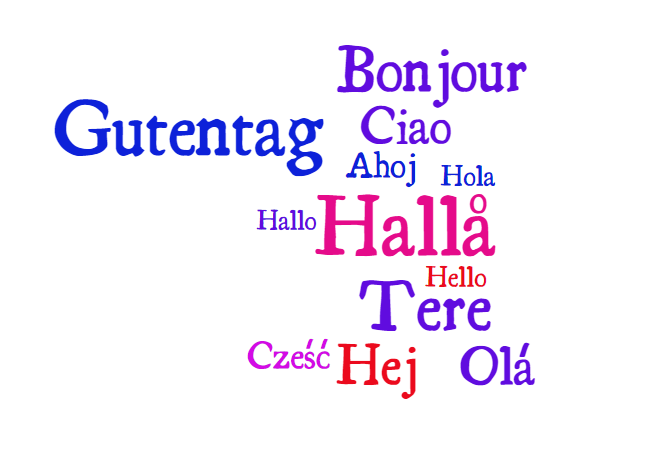 Bonjour
Gutentag
Ciao
Ahoj
Hola
Hallo
Hallå
Hello
Tere
Cześć
Hej
Olá